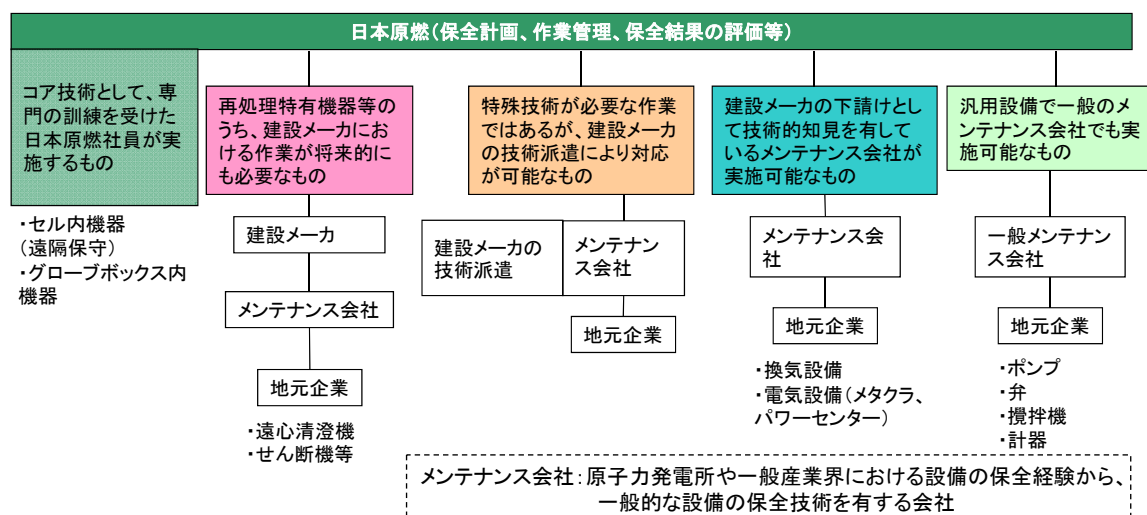 日本原燃(保全計画、作業管理、保全結果の評価等)
コア技術として、専
門の訓練を受けた
日本原燃社員が実
施するもの
・セル内機器
(遠隔保守)
・グローブボックス内
機器
再処理特有機器等の
うち、建設メーカにお
ける作業が将来的に
も必要なもの
建設メーカ
メンテナンス会社
地元企業
・遠心清澄機
・せん断機等
特殊技術が必要な作業
ではあるが、建設メーカ
の技術派遣により対応
が可能なもの
建設メーカの
技術派遣
メンテナン
ス会社
地元企業
建設メーカの下請けとし
て技術的知見を有して
いるメンテナンス会社が
実施可能なもの
メンテナンス会
社
地元企業
・換気設備
・電気設備(メタクラ、
パワーセンター)
汎用設備で一般のメ
ンテナンス会社でも実
施可能なもの
一般メンテナン
ス会社
地元企業
・ポンプ
・弁
・攪拌機
・計器
メンテナンス会社:原子力発電所や一般産業界における設備の保全経験から、
一般的な設備の保全技術を有する会社